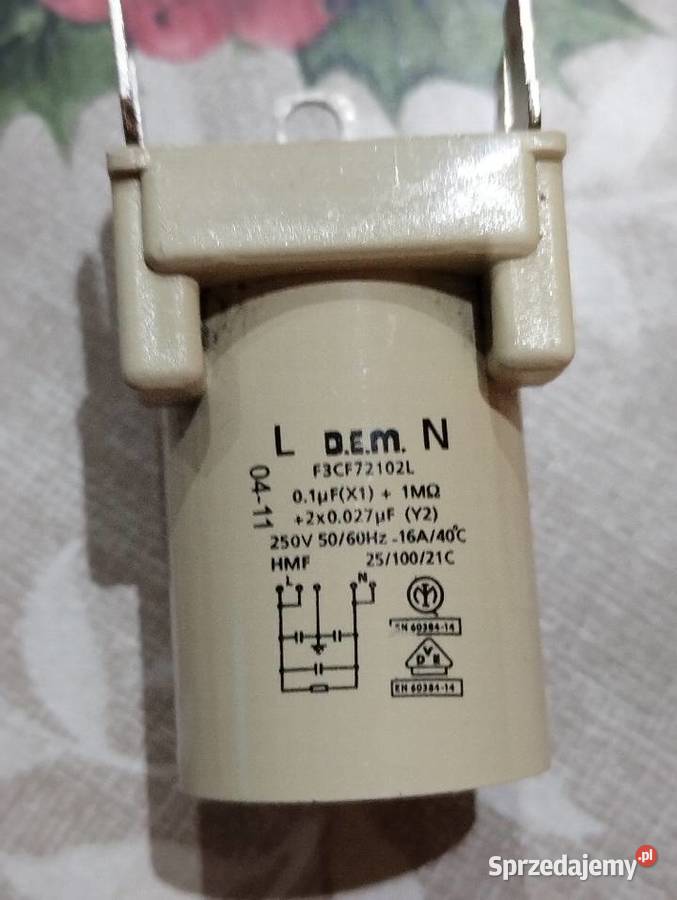 L D.E.M. N
F3CF72102L
04-11
0.1µF(X1) + 1MΩ
+2x0.027µF (Y2)
250V 50/60Hz -16A/40°C
HMF 25/100/21C
L N
EN 60384-14
V
D E
EN 60384-14
Sprzedajemy.pl